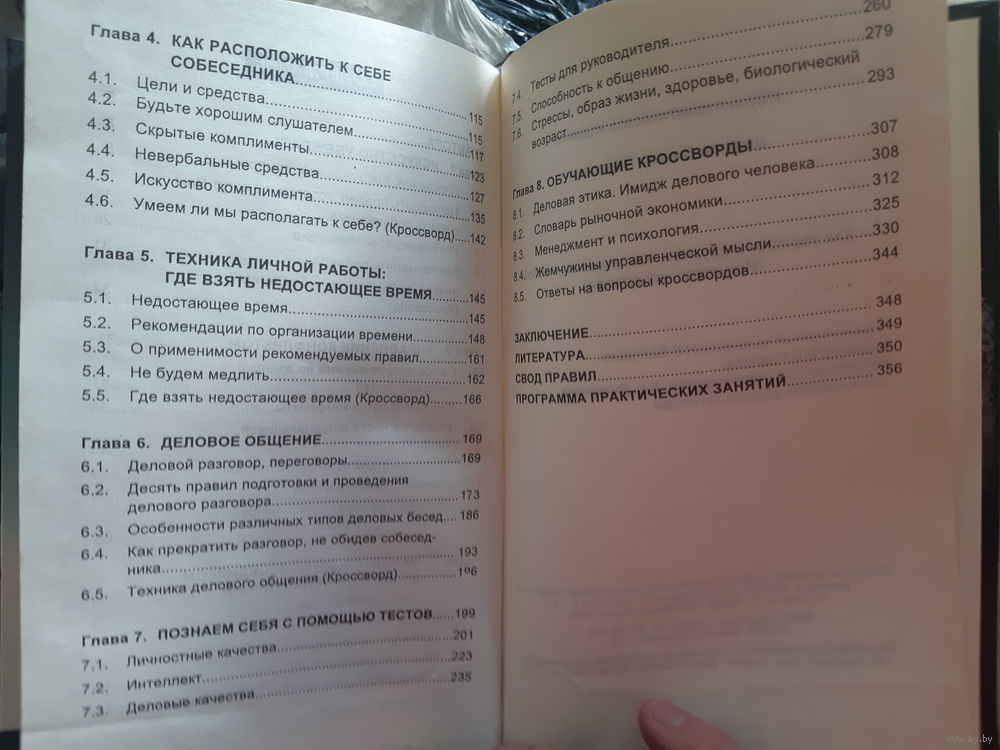 Глава 4. КАК РАСПОЛОЖИТЬ К СЕБЕ
СОБЕСЕДНИКА................115
4.1. Цели и средства................115
4.2. Будьте хорошим слушателем................117
4.3. Скрытые комплименты................123
4.4. Невербальные средства................127
4.5. Искусство комплимента................135
4.6. Умеем ли мы располагать к себе? (Кроссворд)....142
Глава 5. ТЕХНИКА ЛИЧНОЙ РАБОТЫ:
ГДЕ ВЗЯТЬ НЕДОСТАЮЩЕЕ ВРЕМЯ..........145
5.1. Недостающее время................145
5.2. Рекомендации по организации времени............148
5.3. О применимости рекомендуемых правил..........161
5.4. Не будем медлить................162
5.5. Где взять недостающее время (Кроссворд)........166
Глава 6. ДЕЛОВОЕ ОБЩЕНИЕ................169
6.1. Деловой разговор, переговоры................169
6.2. Десять правил подготовки и проведения
делового разговора................173
6.3. Особенности различных типов деловых бесед....186
6.4. Как прекратить разговор, не обидев собесед-
ника................193
6.5. Техника делового общения (Кроссворд)............196
Глава 7. ПОЗНАЕМ СЕБЯ С ПОМОЩЬЮ ТЕСТОВ......199
7.1. Личностные качества................201
7.2. Интеллект................223
7.3. Деловые качества................235
7.4. Тесты для руководителя................260
7.5. Способность к общению................279
7.6. Стрессы, образ жизни, здоровье, биологический
возраст................293
Глава 8. ОБУЧАЮЩИЕ КРОССВОРДЫ................307
8.1. Деловая этика. Имидж делового человека............308
8.2. Словарь рыночной экономики................312
8.3. Менеджмент и психология................325
8.4. Жемчужины управленческой мысли................330
8.5. Ответы на вопросы кроссвордов................344
ЗАКЛЮЧЕНИЕ................348
ЛИТЕРАТУРА................349
СВОД ПРАВИЛ................350
ПРОГРАММА ПРАКТИЧЕСКИХ ЗАНЯТИЙ................356
www.ay.by